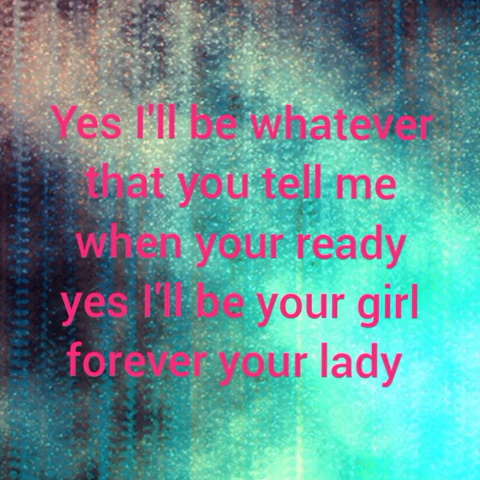 Yes I'll be whatever
that you tell me
when your ready
yes I'll be your girl
forever your lady